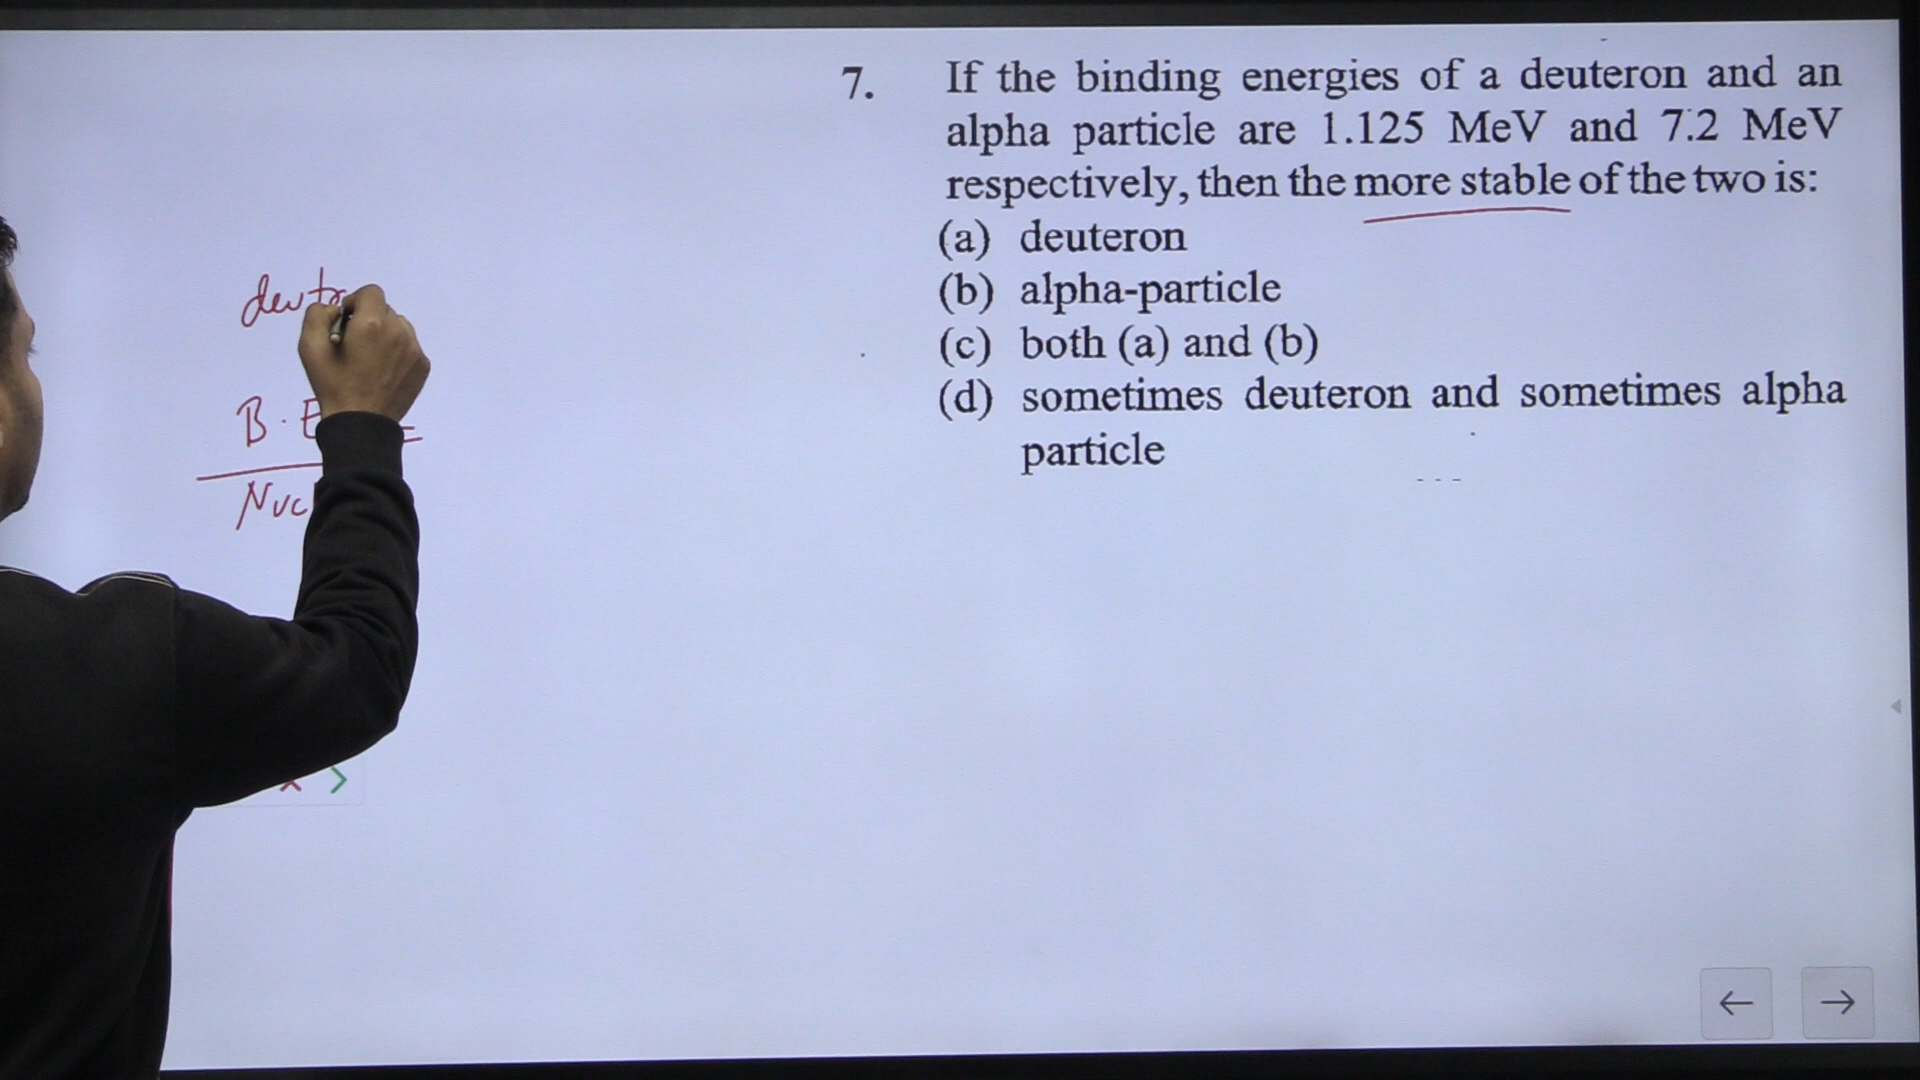 7. If the binding energies of a deuteron and an
alpha particle are 1.125 MeV and 7.2 MeV
respectively, then the more stable of the two is:
(a) deuteron
(b) alpha-particle
(c) both (a) and (b)
(d) sometimes deuteron and sometimes alpha
particle
deutr
B.E =
Nucl